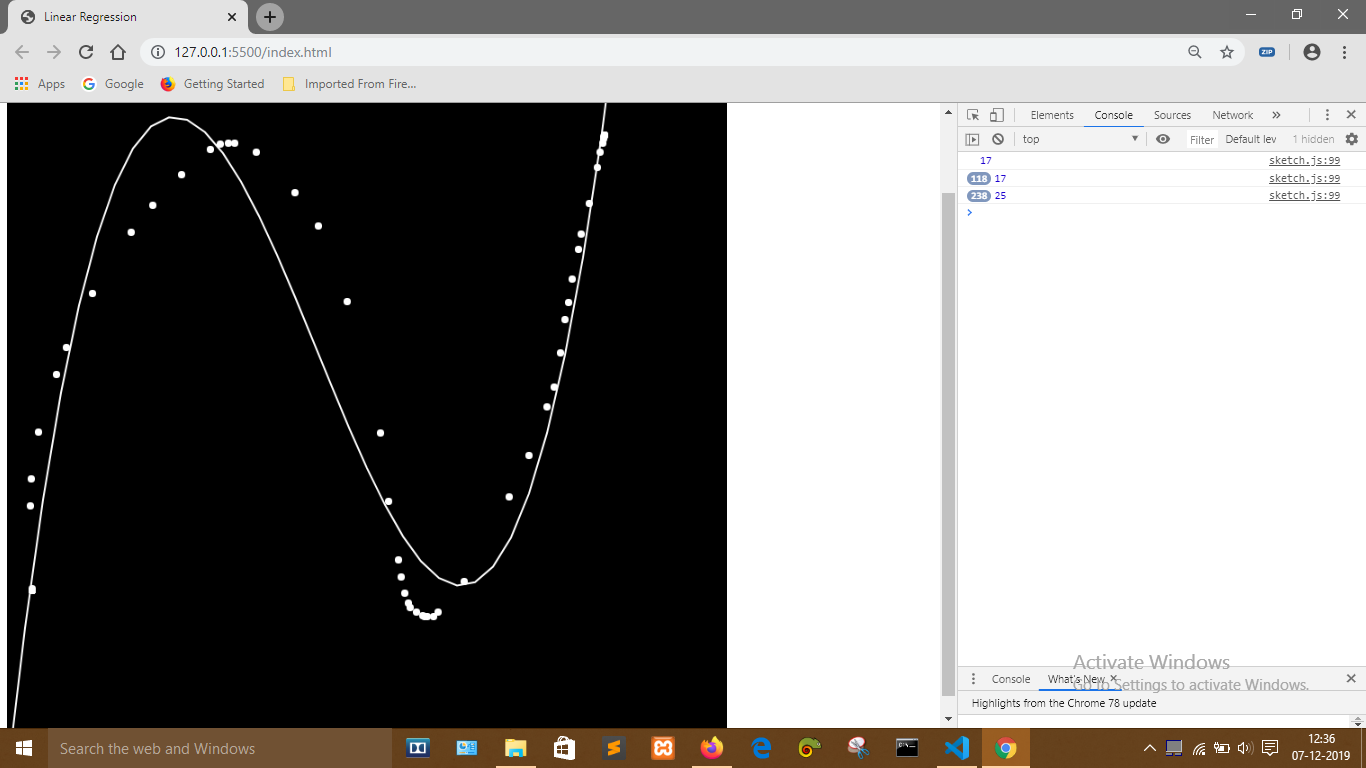 Linear Regression
127.0.0.1:5500/index.html
ZIP
Apps Google Getting Started Imported From Fire...
Elements Console Sources Network »
top Filter Default lev 1 hidden
17 sketch.js:99
118 17 sketch.js:99
238 25 sketch.js:99
Activate Windows
Go to Settings to activate Windows.
Console What's New
Highlights from the Chrome 78 update
Search the web and Windows
12:36
07-12-2019